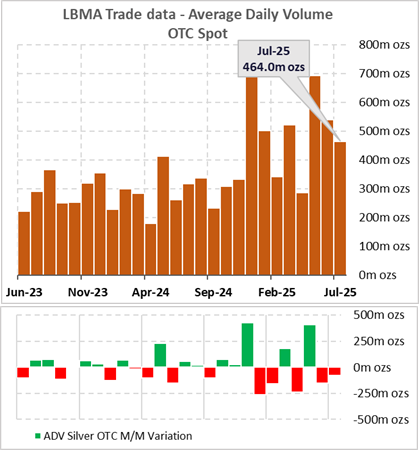 LBMA Trade data - Average Daily Volume
OTC Spot
800m ozs
Jul-25
464.0m ozs
700m ozs
600m ozs
500m ozs
400m ozs
300m ozs
200m ozs
100m ozs
0m ozs
Jun-23 Nov-23 Apr-24 Sep-24 Feb-25 Jul-25
500m ozs
250m ozs
0m ozs
-250m ozs
-500m ozs
ADV Silver OTC M/M Variation